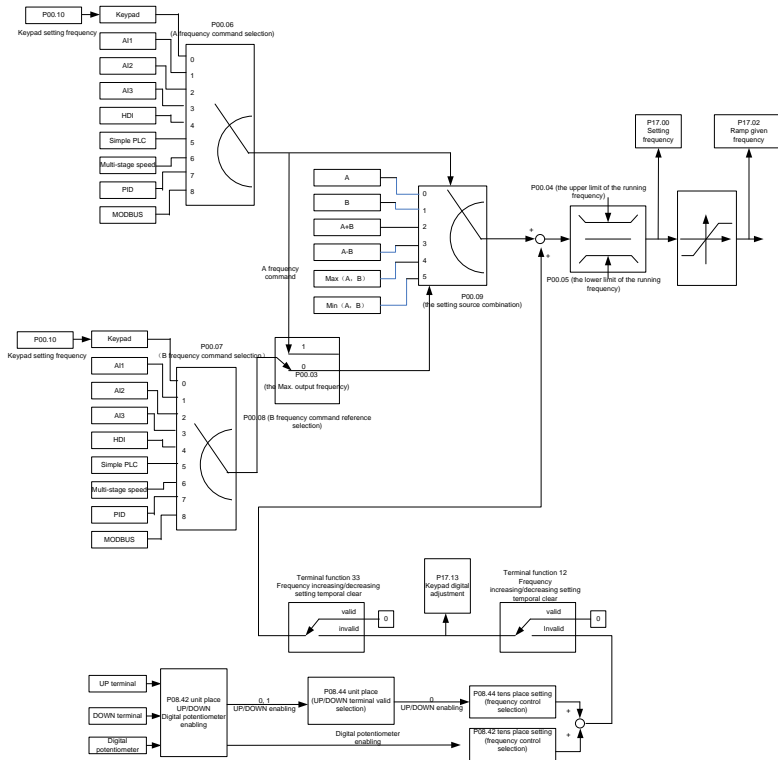 P00.10
Keypad setting frequency
Keypad
AI1
AI2
AI3
HDI
Simple PLC
Multi-stage speed
PID
MODBUS
P00.06
(A frequency command selection)
0
1
2
3
4
5
6
7
8
A frequency
command
A
B
A+B
A-B
Max（A，B）
Min（A，B）
0
1
2
3
4
5
P00.09
(the setting source combination)
+
+
P00.04 (the upper limit of the running
frequency)
P00.05 (the lower limit of the running
frequency)
P17.00
Setting
frequency
P17.02
Ramp given
frequency
P00.10
Keypad setting frequency
Keypad
AI1
AI2
AI3
HDI
Simple PLC
Multi-stage speed
PID
MODBUS
P00.07
（B frequency command selection）
0
1
2
3
4
5
6
7
8
1
0
P00.03
(the Max. output frequency)
P00.08 (B frequency command reference
selection)
Terminal function 33
Frequency increasing/decreasing
setting temporal clear
valid
invalid
0
P17.13
Keypad digital
adjustment
Terminal function 12
Frequency
increasing/decreasing setting
temporal clear
valid
Invalid
0
UP terminal
DOWN terminal
Digital
potentiometer
P08.42 unit place
UP/DOWN
Digital potentiometer
enabling
0, 1
UP/DOWN enabling
P08.44 unit place
(UP/DOWN terminal valid
selection)
0
UP/DOWN enabling
P08.44 tens place setting
(frequency control
selection)
Digital potentiometer
enabling
P08.42 tens place setting
(frequency control
selection)
+
+